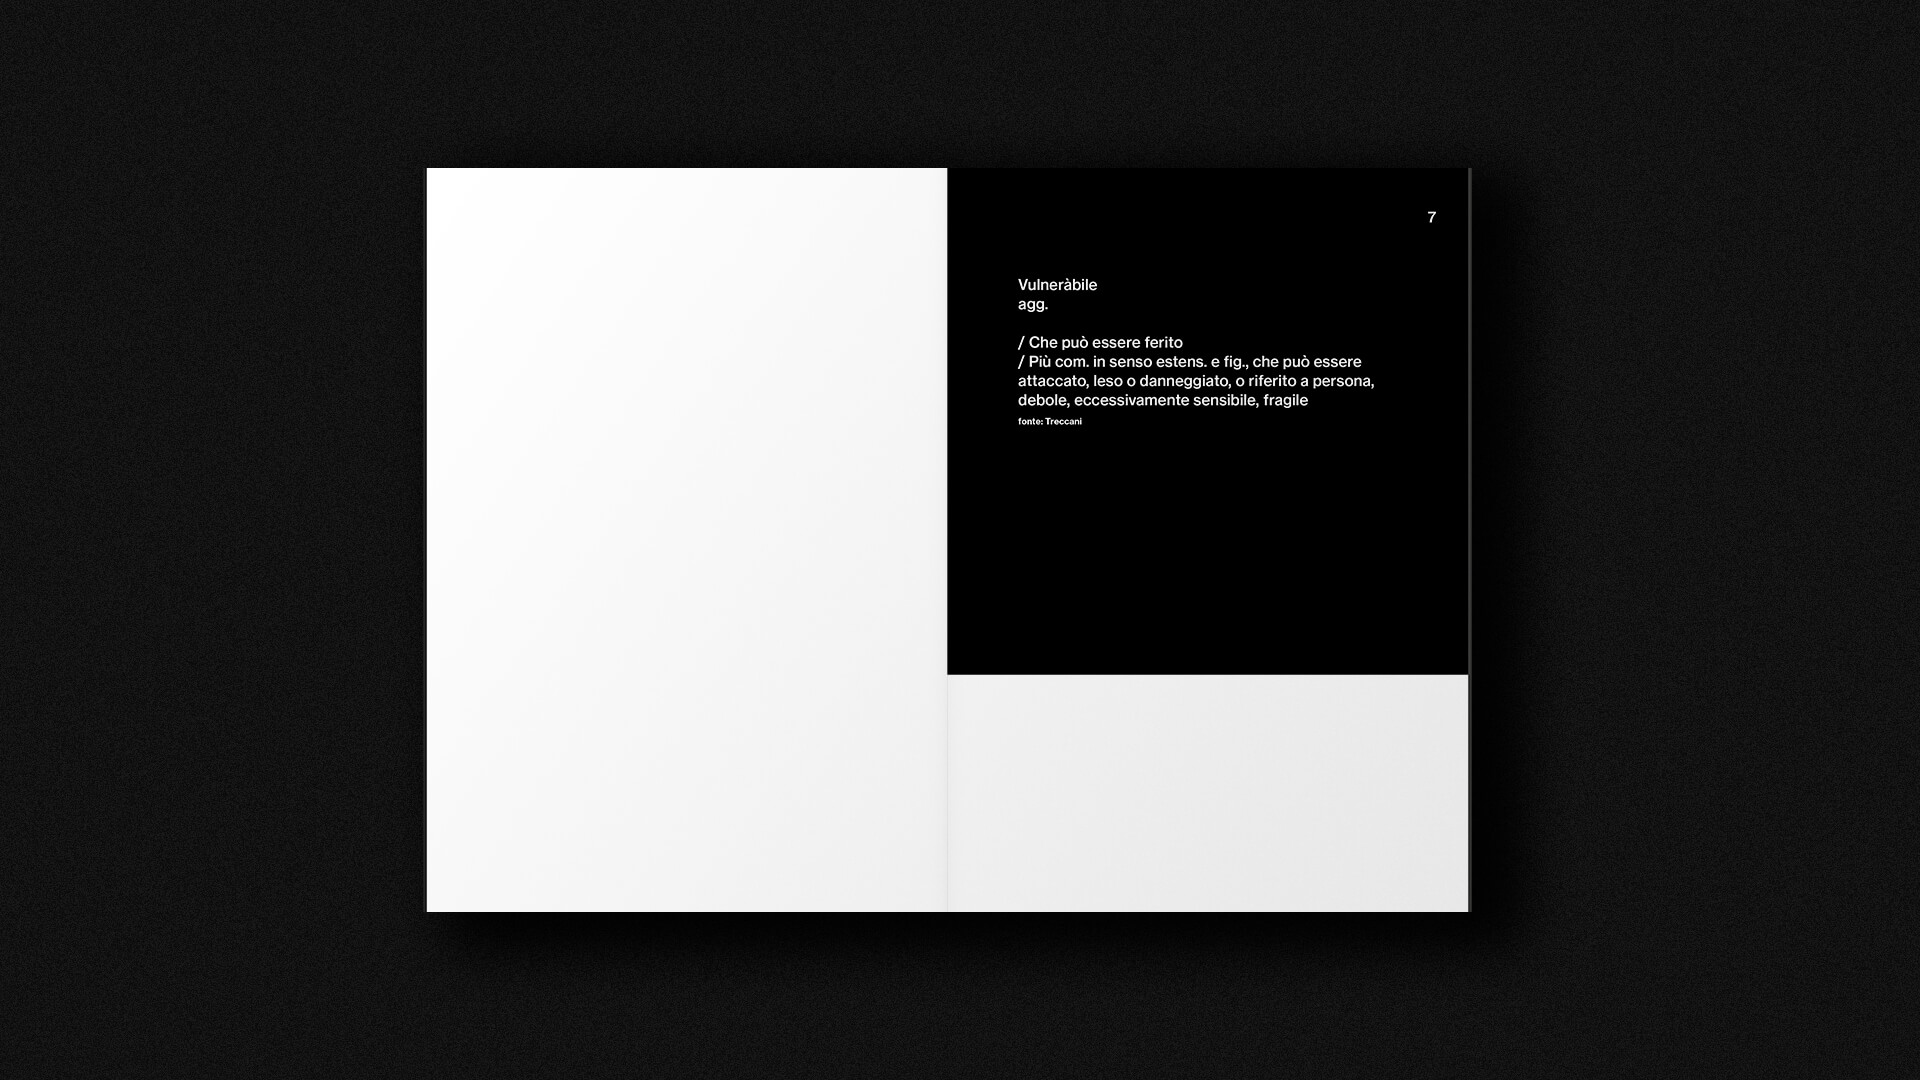 7
Vulneràbile
agg.
/ Che può essere ferito
/ Più com. in senso estens. e fig., che può essere
attaccato, leso o danneggiato, o riferito a persona,
debole, eccessivamente sensibile, fragile
fonte: Treccani